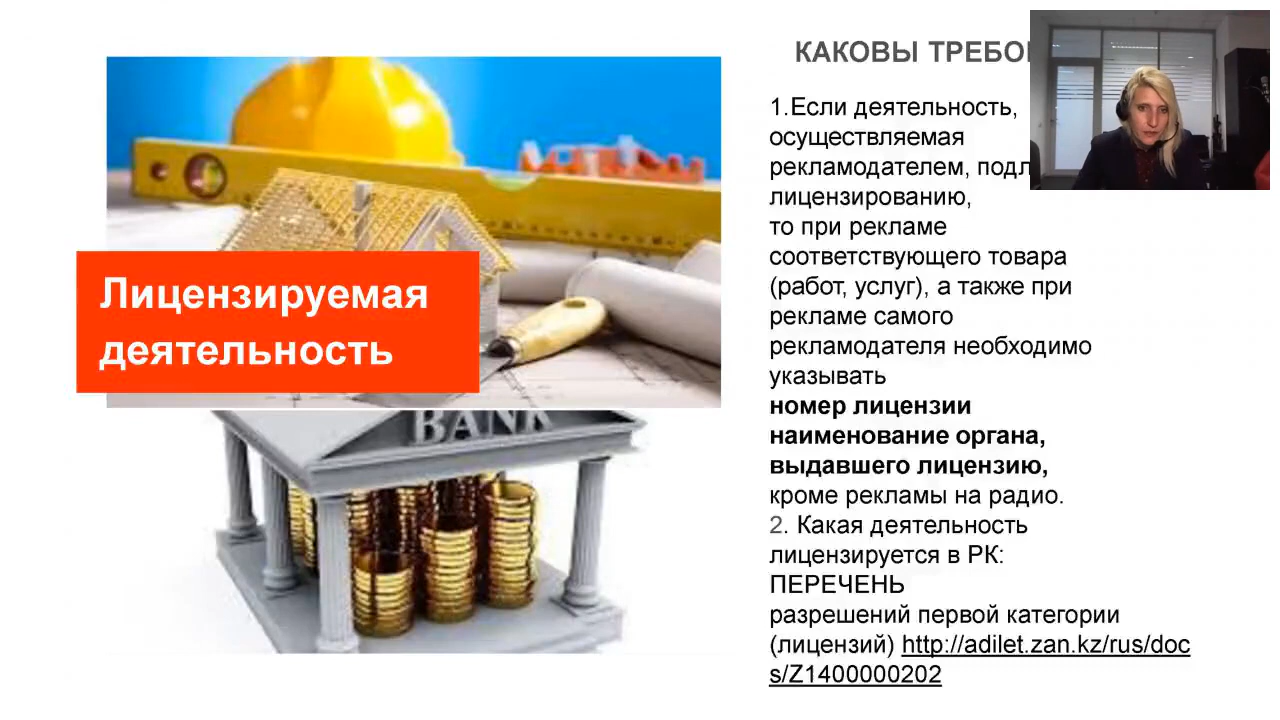 КАКОВЫ
1.Если деятельность,
осуществляемая
рекламодателем,
лицензированию,
то при рекламе
соответствующего товара
(работ, услуг), а также при
рекламе самого
рекламодателя необходимо
указывать
номер лицензии
наименование органа,
выдавшего лицензию,
кроме рекламы на радио.
2. Какая деятельность
лицензируется в РК:
ПЕРЕЧЕНЬ
разрешений первой категории
(лицензий) http://adilet.zan.kz/rus/doc
s/Z1400000202
Лицензируемая
деятельность
BANK